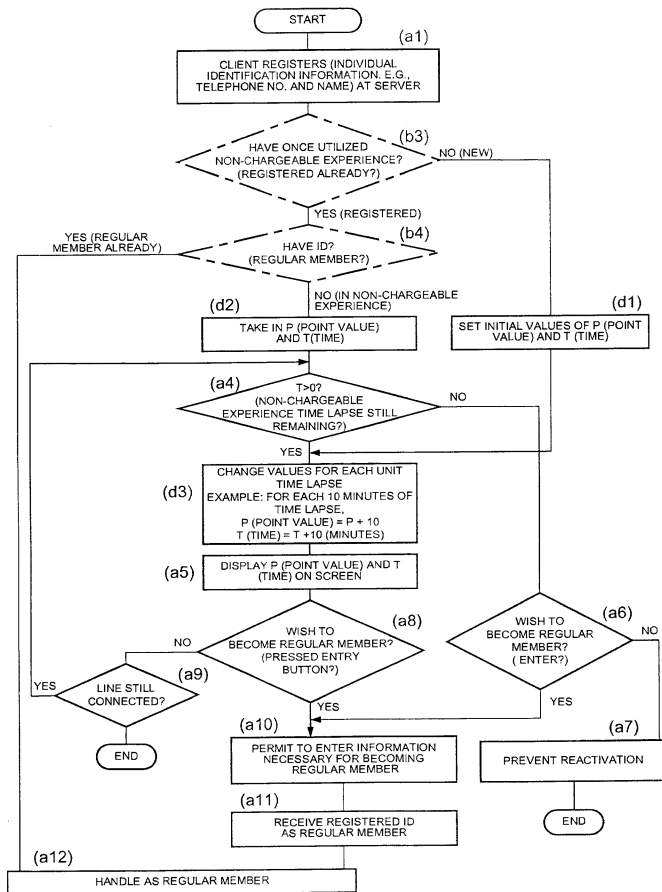 START
(a1)
CLIENT REGISTERS (INDIVIDUAL
IDENTIFICATION INFORMATION. E.G.,
TELEPHONE NO. AND NAME) AT SERVER
(b3)
HAVE ONCE UTILIZED
NON-CHARGEABLE EXPERIENCE?
(REGISTERED ALREADY?)
NO (NEW)
YES (REGISTERED)
YES (REGULAR
MEMBER ALREADY)
(b4)
HAVE ID?
(REGULAR MEMBER?)
NO (IN NON-CHARGEABLE
EXPERIENCE)
(d2)
TAKE IN P (POINT VALUE)
AND T(TIME)
(d1)
SET INITIAL VALUES OF P (POINT
VALUE) AND T (TIME)
(a4)
T>0?
(NON-CHARGEABLE
EXPERIENCE TIME LAPSE STILL
REMAINING?)
NO
YES
(d3)
CHANGE VALUES FOR EACH UNIT
TIME LAPSE
EXAMPLE: FOR EACH 10 MINUTES OF
TIME LAPSE,
P (POINT VALUE) = P + 10
T (TIME) = T +10 (MINUTES)
(a5)
DISPLAY P (POINT VALUE) AND T
(TIME) ON SCREEN
(a8)
WISH TO
BECOME REGULAR MEMBER?
(PRESSED ENTRY
BUTTON?)
NO
YES
(a6)
WISH TO
BECOME REGULAR
MEMBER?
( ENTER?)
NO
YES
(a9)
LINE STILL
CONNECTED?
YES
END
(a10)
PERMIT TO ENTER INFORMATION
NECESSARY FOR BECOMING
REGULAR MEMBER
(a7)
PREVENT REACTIVATION
END
(a11)
RECEIVE REGISTERED ID
AS REGULAR MEMBER
(a12)
HANDLE AS REGULAR MEMBER